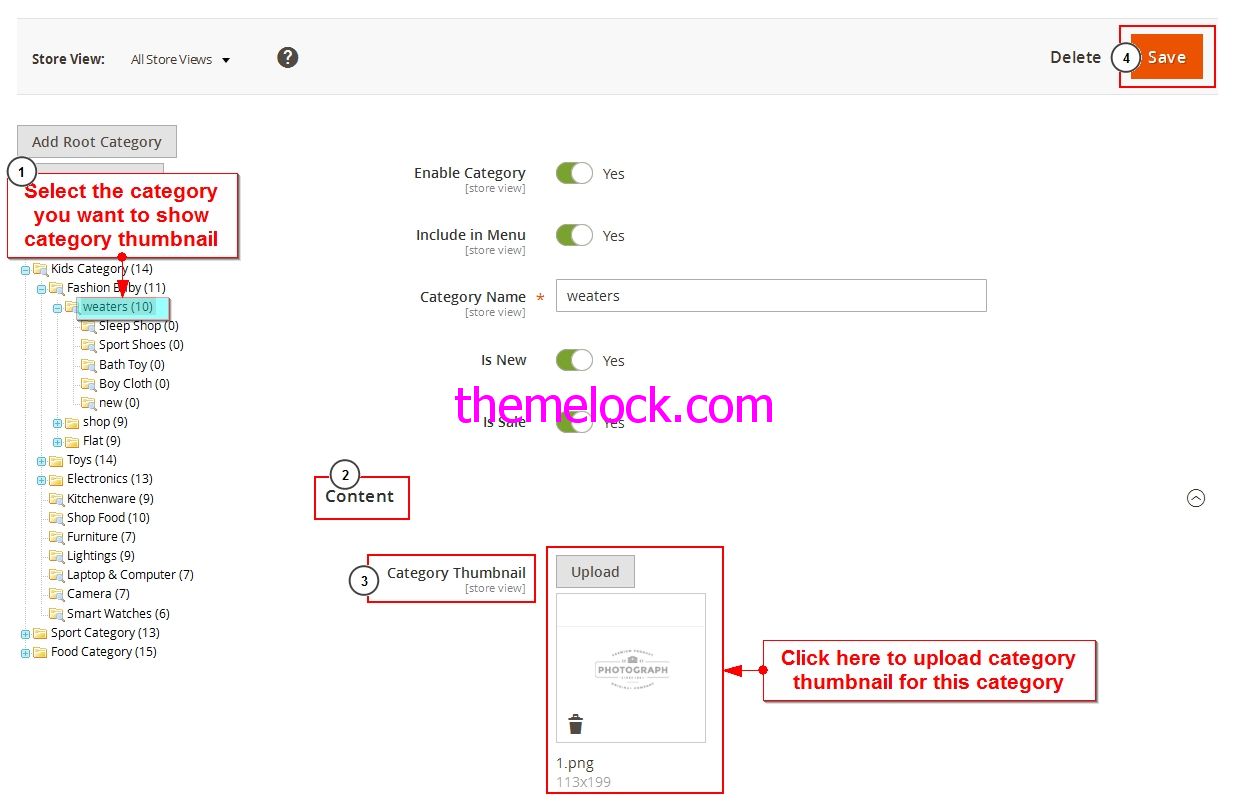 Store View: All Store Views ? Delete 4 Save
Add Root Category
1
Select the category
you want to show
category thumbnail
Kids Category (14)
Fashion Baby (11)
weaters (10)
Sleep Shop (0)
Sport Shoes (0)
Bath Toy (0)
Boy Cloth (0)
new (0)
shop (9)
Flat (9)
Toys (14)
Electronics (13)
Kitchenware (9)
Shop Food (10)
Furniture (7)
Lightings (9)
Laptop & Computer (7)
Camera (7)
Smart Watches (6)
Sport Category (13)
Food Category (15)
Enable Category Yes
[store view]
Include in Menu Yes
[store view]
Category Name * weaters
[store view]
Is New Yes
themelock.com
Is Sale Yes
2
Content
3 Category Thumbnail
[store view]
Upload
PHOTOGRAPH
1.png
113x199
Click here to upload category
thumbnail for this category